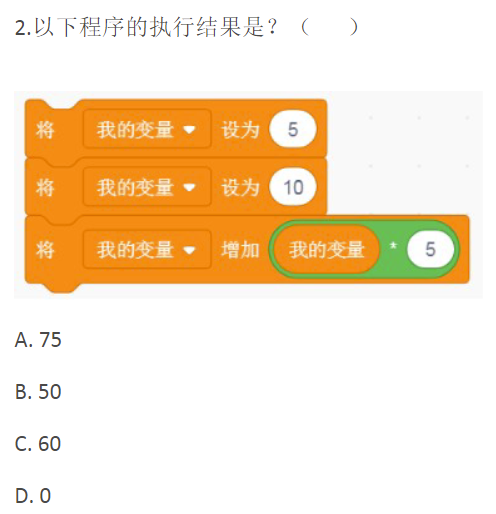 2.以下程序的执行结果是？（ ）
将 我的变量 设为 5
将 我的变量 设为 10
将 我的变量 增加 我的变量 * 5
A. 75
B. 50
C. 60
D. 0